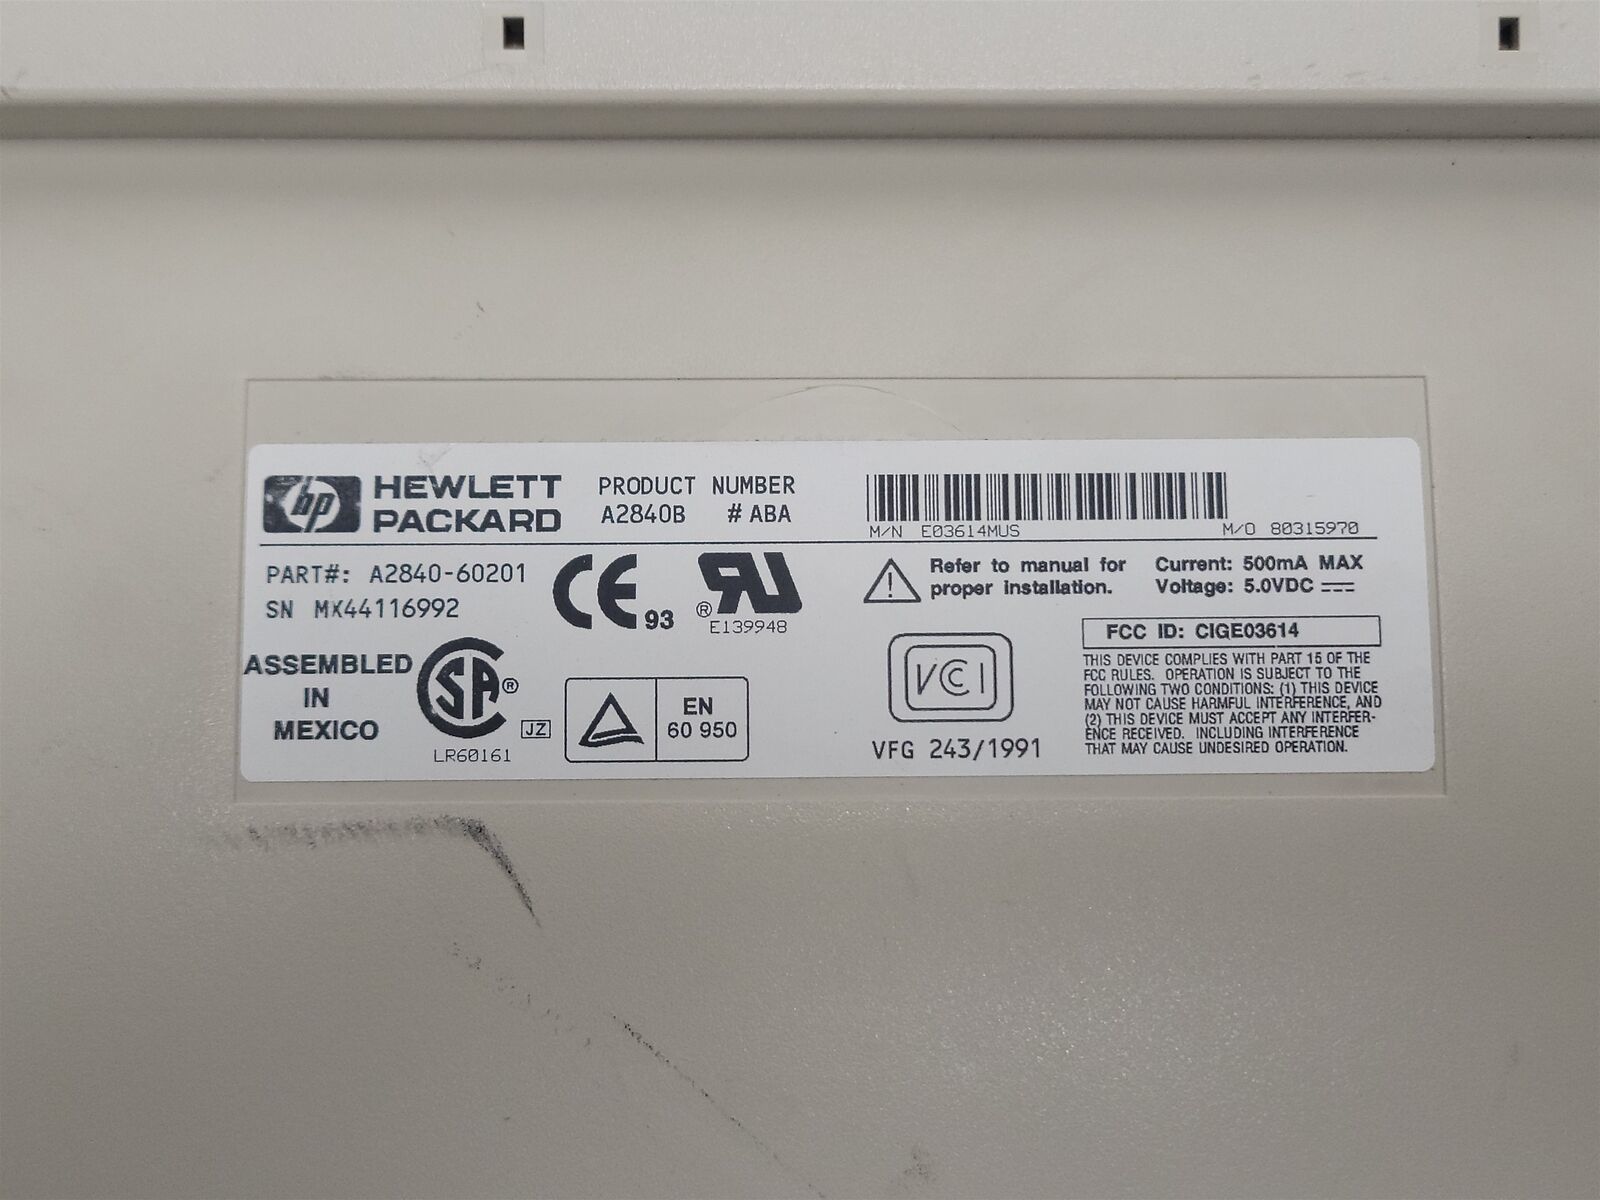 hp HEWLETT PACKARD
PRODUCT NUMBER
A2840B # ABA
M/N E03614MUS M/O 80315970
PART#: A2840-60201
SN MX44116992
CE 93
® E139948
Refer to manual for
proper installation.
Current: 500mA MAX
Voltage: 5.0VDC
ASSEMBLED
IN
MEXICO
SA ®
JZ
LR60161
EN
60 950
VCCI
VFG 243/1991
FCC ID: CIGE03614
THIS DEVICE COMPLIES WITH PART 15 OF THE
FCC RULES. OPERATION IS SUBJECT TO THE
FOLLOWING TWO CONDITIONS: (1) THIS DEVICE
MAY NOT CAUSE HARMFUL INTERFERENCE, AND
(2) THIS DEVICE MUST ACCEPT ANY INTERFER-
ENCE RECEIVED. INCLUDING INTERFERENCE
THAT MAY CAUSE UNDESIRED OPERATION.